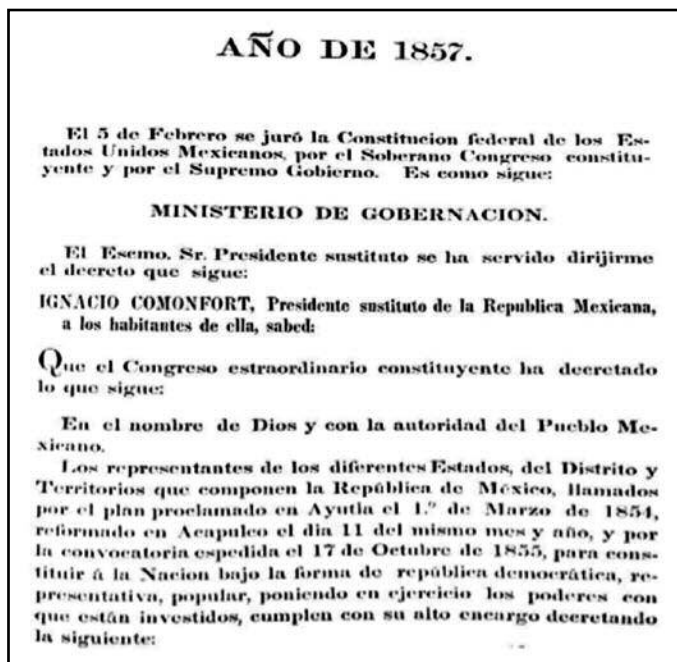 AÑO DE 1857.
El 5 de Febrero se juró la Constitucion federal de los Es-
tados Unidos Mexicanos, por el Soberano Congreso constitu-
yente y por el Supremo Gobierno. Es como sigue:
MINISTERIO DE GOBERNACION.
El Escmo. Sr. Presidente sustituto se ha servido dirijirme
el decreto que sigue:
IGNACIO COMONFORT, Presidente sustituto de la Republica Mexicana,
a los habitantes de ella, sabed:
Que el Congreso estraordinario constituyente ha decretado
lo que sigue:
En el nombre de Dios y con la autoridad del Pueblo Me-
xicano.
Los representantes de los diferentes Estados, del Distrito y
Territorios que componen la República de México, llamados
por el plan proclamado en Ayutla el 1.º de Marzo de 1854,
reformado en Acapulco el dia 11 del mismo mes y año, y por
la convocatoria espedida el 17 de Octubre de 1855, para cons-
tituir á la Nacion bajo la forma de república democrática, re-
presentativa, popular, poniendo en ejercicio los poderes con
que están investidos, cumplen con su alto encargo decretando
la siguiente: